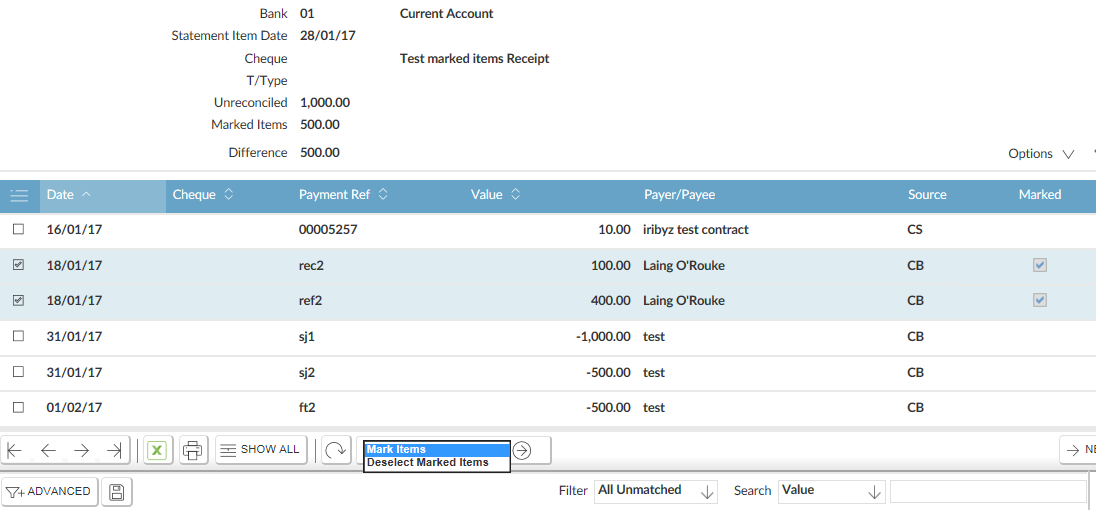 Bank 01 Current Account
Statement Item Date 28/01/17
Cheque Test marked items Receipt
T/Type
Unreconciled 1,000.00
Marked Items 500.00
Difference 500.00
Options
Date Cheque Payment Ref Value Payer/Payee Source Marked
16/01/17 00005257 10.00 iribyz test contract CS
18/01/17 rec2 100.00 Laing O'Rouke CB
18/01/17 ref2 400.00 Laing O'Rouke CB
31/01/17 sj1 -1,000.00 test CB
31/01/17 sj2 -500.00 test CB
01/02/17 ft2 -500.00 test CB
SHOW ALL Mark Items NE
Deselect Marked Items
ADVANCED Filter All Unmatched Search Value